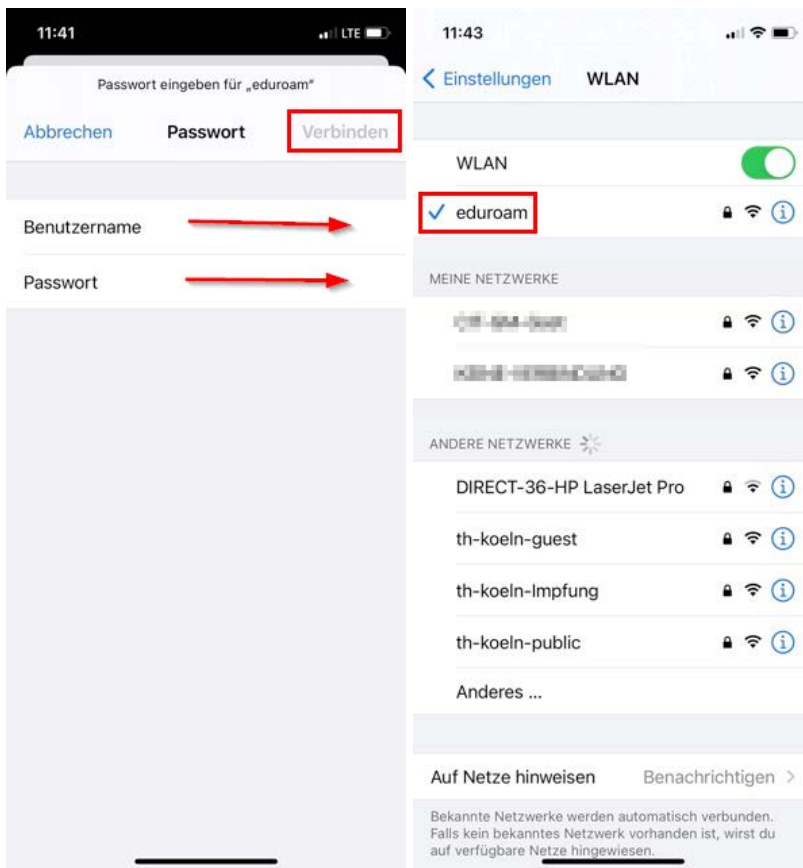 11:41
LTE
Passwort eingeben für „eduroam“
Abbrechen
Passwort
Verbinden
Benutzername
Passwort
11:43
Einstellungen
WLAN
WLAN
eduroam
MEINE NETZWERKE
ANDERE NETZWERKE
DIRECT-36-HP LaserJet Pro
th-koeln-guest
th-koeln-Impfung
th-koeln-public
Anderes ...
Auf Netze hinweisen
Benachrichtigen
Bekannte Netzwerke werden automatisch verbunden.
Falls kein bekanntes Netzwerk vorhanden ist, wirst du
auf verfügbare Netze hingewiesen.